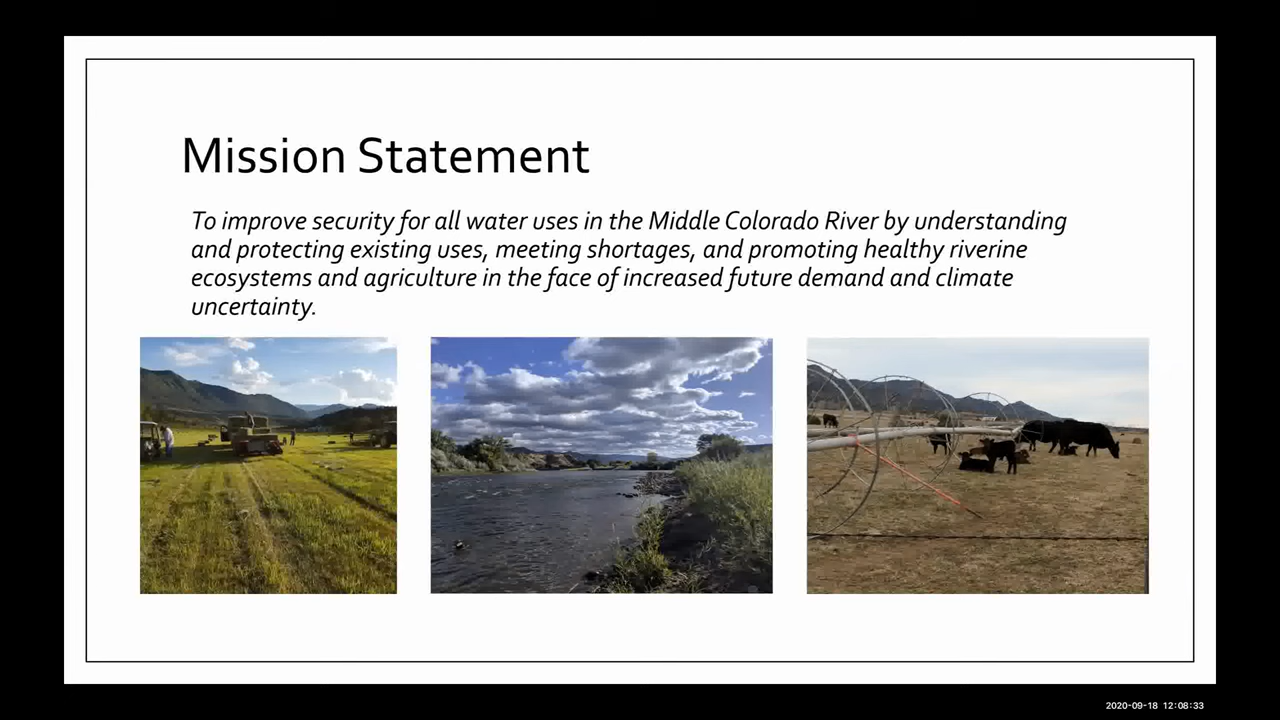 Mission Statement
To improve security for all water uses in the Middle Colorado River by understanding
and protecting existing uses, meeting shortages, and promoting healthy riverine
ecosystems and agriculture in the face of increased future demand and climate
uncertainty.
2020-09-18 12:08:33